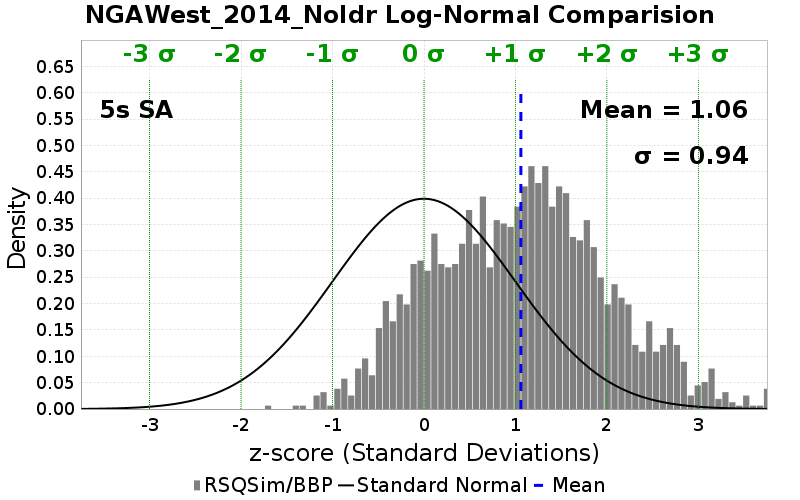 NGAWest_2014_NoIdr Log-Normal Comparision
-3 σ -2 σ -1 σ 0 σ +1 σ +2 σ +3 σ
5s SA
Mean = 1.06
σ = 0.94
Density
0.65
0.60
0.55
0.50
0.45
0.40
0.35
0.30
0.25
0.20
0.15
0.10
0.05
0.00
-3 -2 -1 0 1 2 3
z-score (Standard Deviations)
RSQSim/BBP Standard Normal Mean